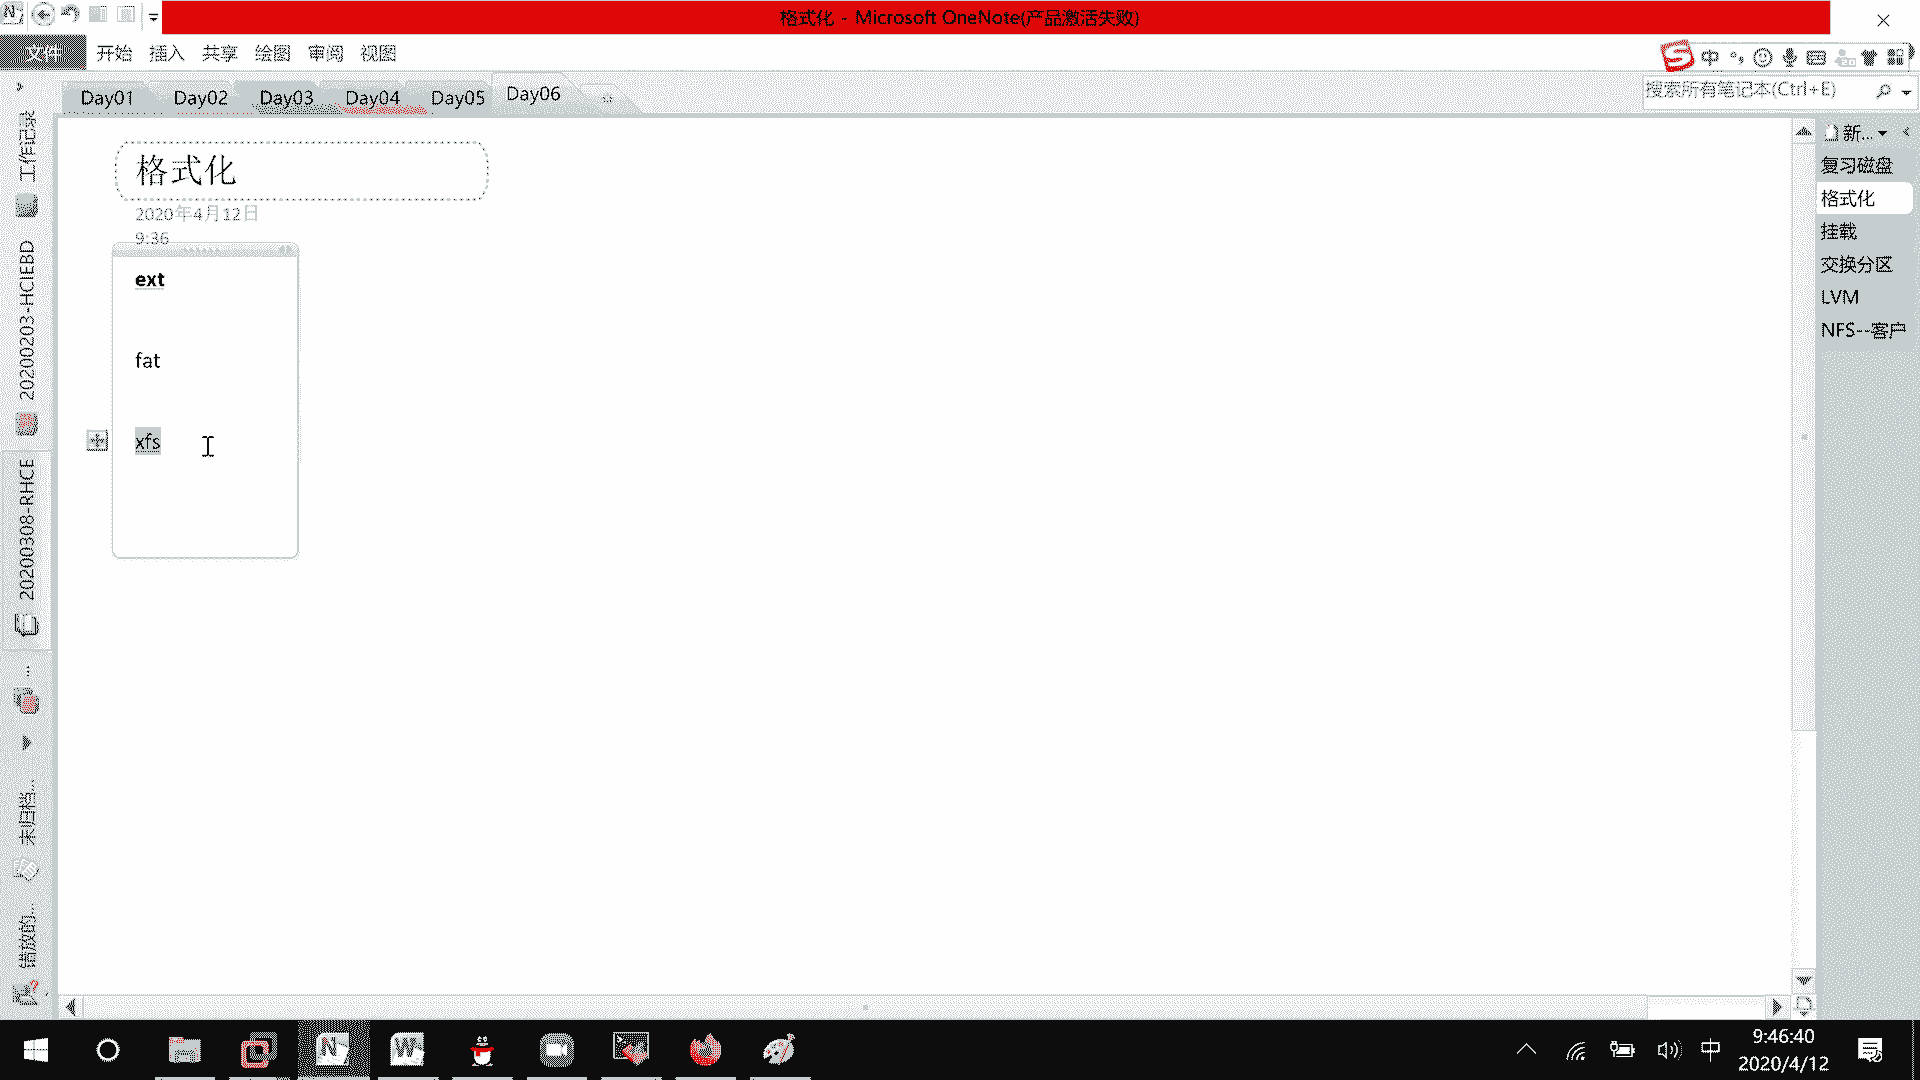 格式化 - Microsoft OneNote(产品激活失败)
文件 开始 插入 共享 绘图 审阅 视图
中
Day01 Day02 Day03 Day04 Day05 Day06
搜索所有笔记本(Ctrl+E)
工作记录
20200203-HCIEBD
20200308-RHCE
...
未归档...
错放的...
格式化
2020年4月12日
9:36
ext
fat
xfs
新...
复习磁盘
格式化
挂载
交换分区
LVM
NFS--客户
中
9:46:40
2020/4/12